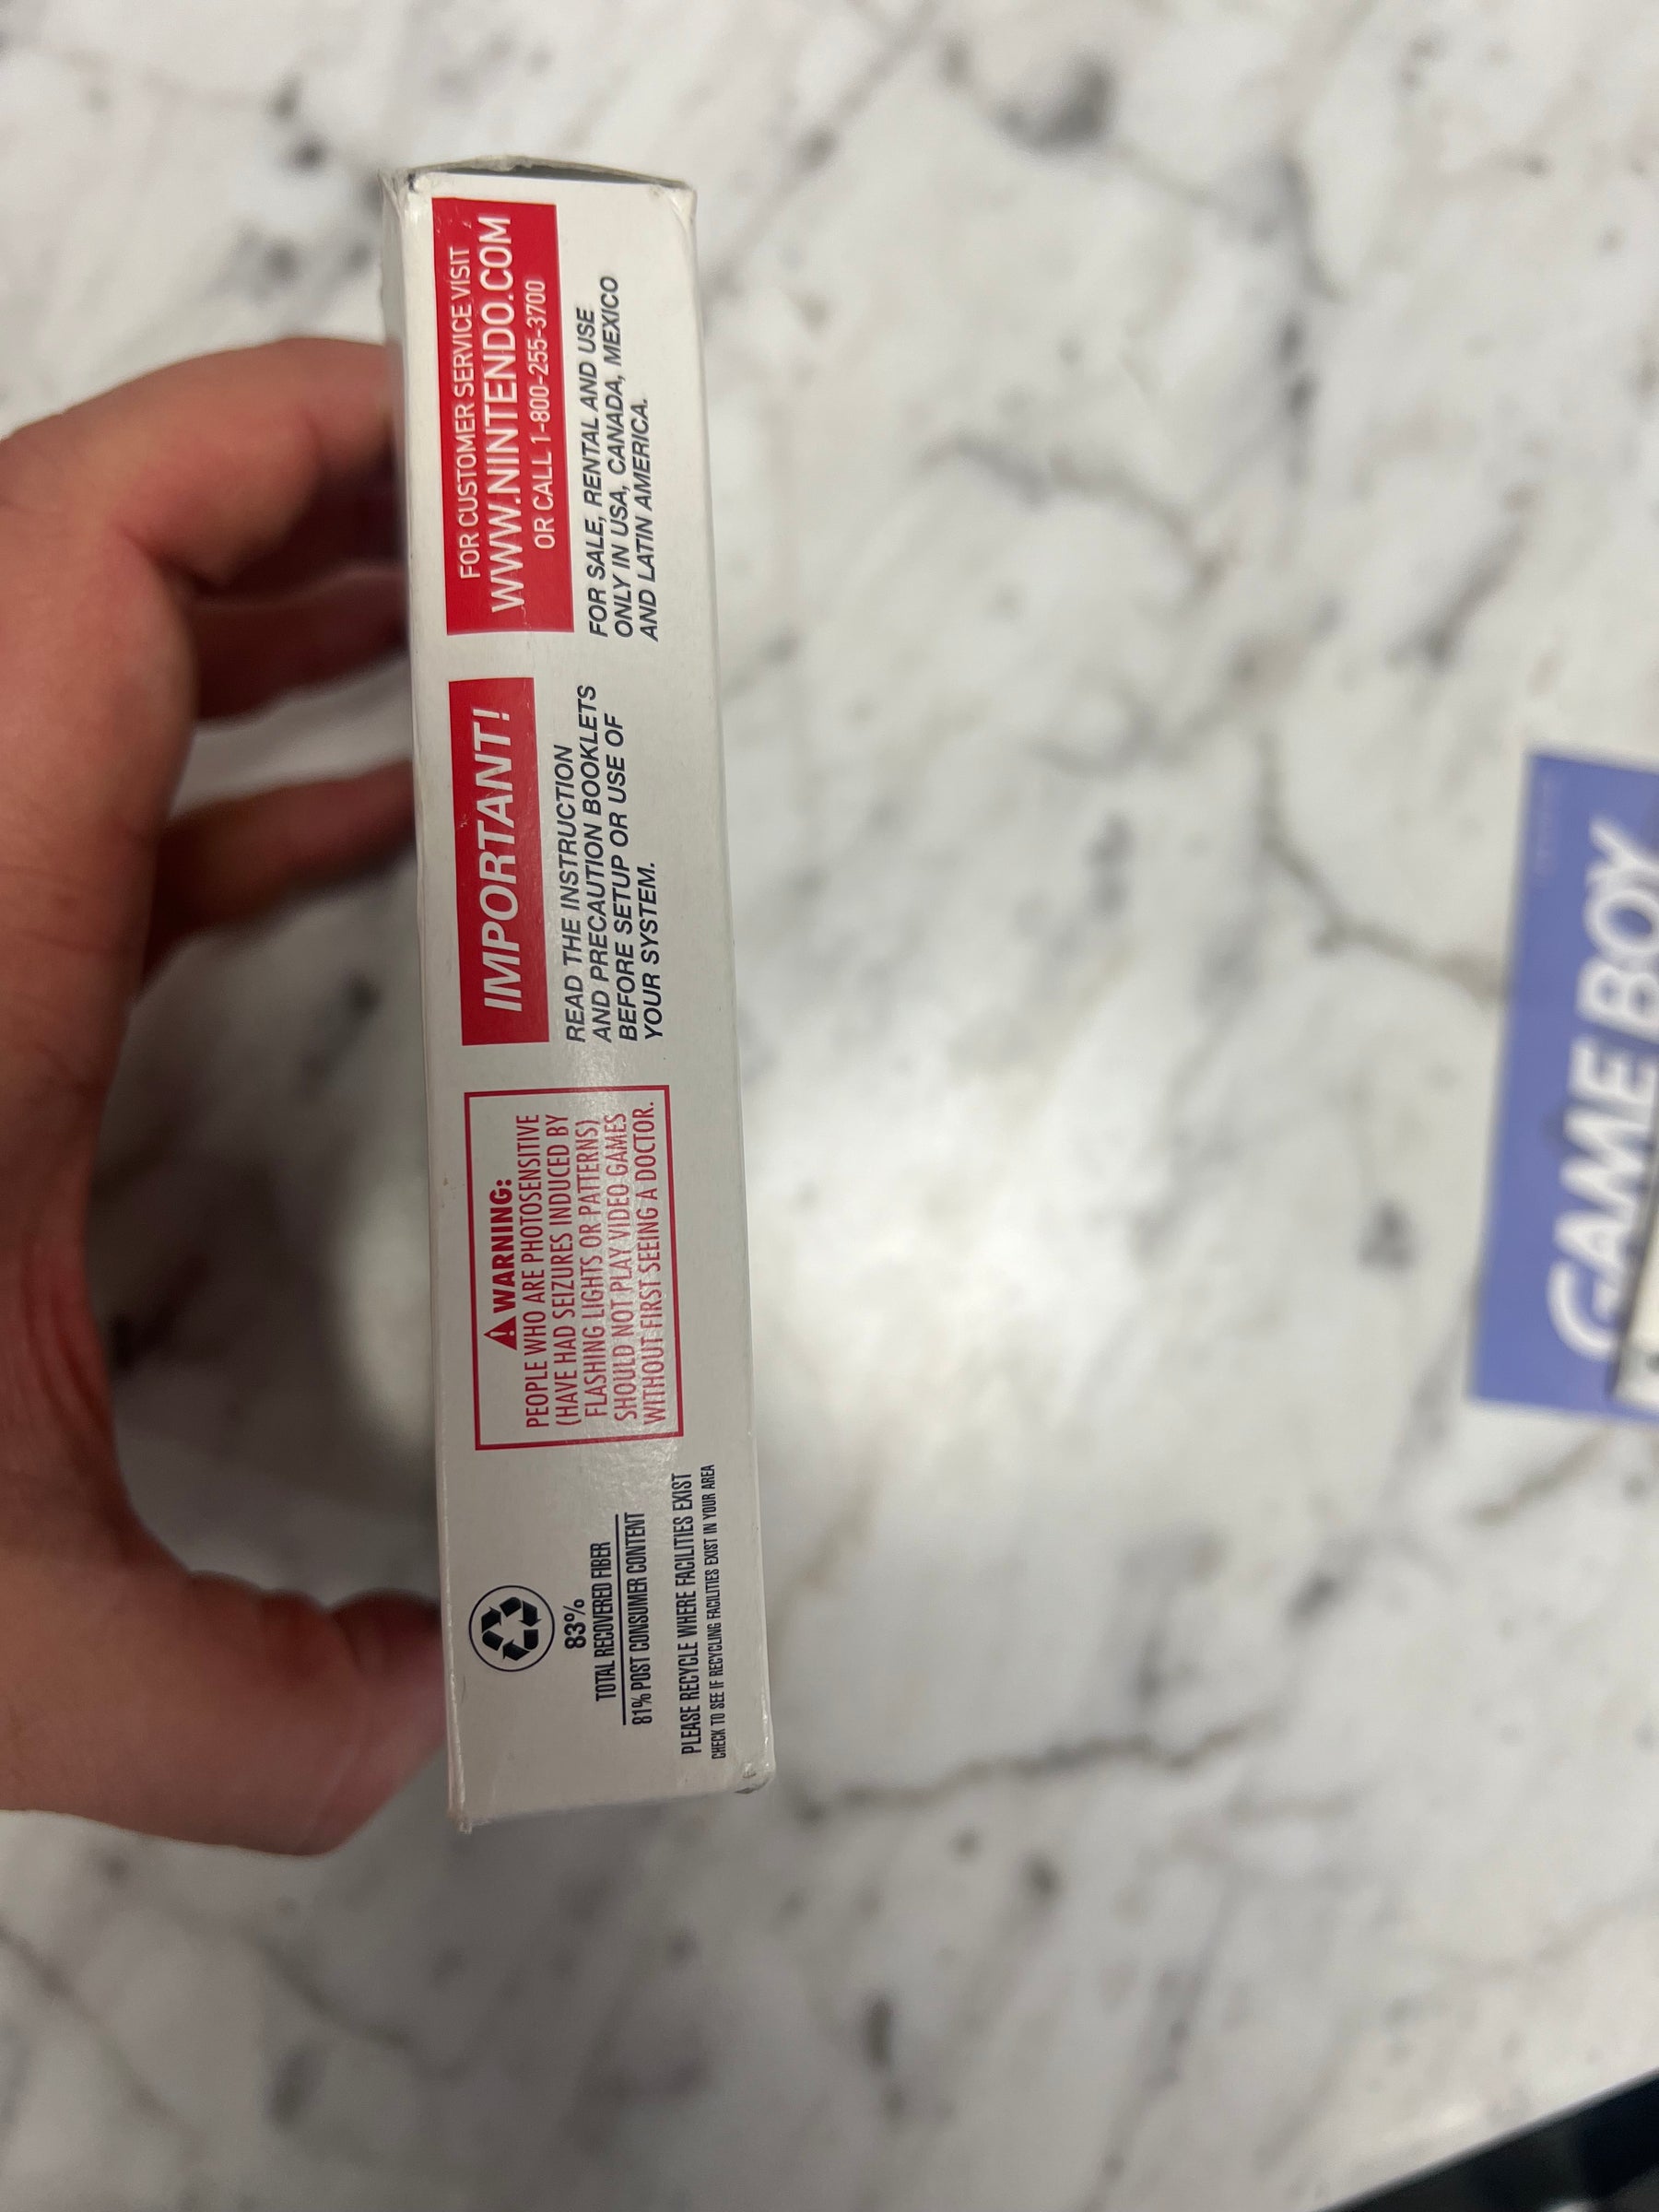 83%
TOTAL RECOVERED FIBER
81% POST CONSUMER CONTENT
PLEASE RECYCLE WHERE FACILITIES EXIST
CHECK TO SEE IF RECYCLING FACILITIES EXIST IN YOUR AREA
WARNING:
PEOPLE WHO ARE PHOTOSENSITIVE
(HAVE HAD SEIZURES INDUCED BY
FLASHING LIGHTS OR PATTERNS)
SHOULD NOT PLAY VIDEO GAMES
WITHOUT FIRST SEEING A DOCTOR.
IMPORTANT!
READ THE INSTRUCTION
AND PRECAUTION BOOKLETS
BEFORE SETUP OR USE OF
YOUR SYSTEM.
FOR CUSTOMER SERVICE VISIT
WWW.NINTENDO.COM
OR CALL 1-800-255-3700
FOR SALE, RENTAL AND USE
ONLY IN USA, CANADA, MEXICO
AND LATIN AMERICA.
GAME BOY